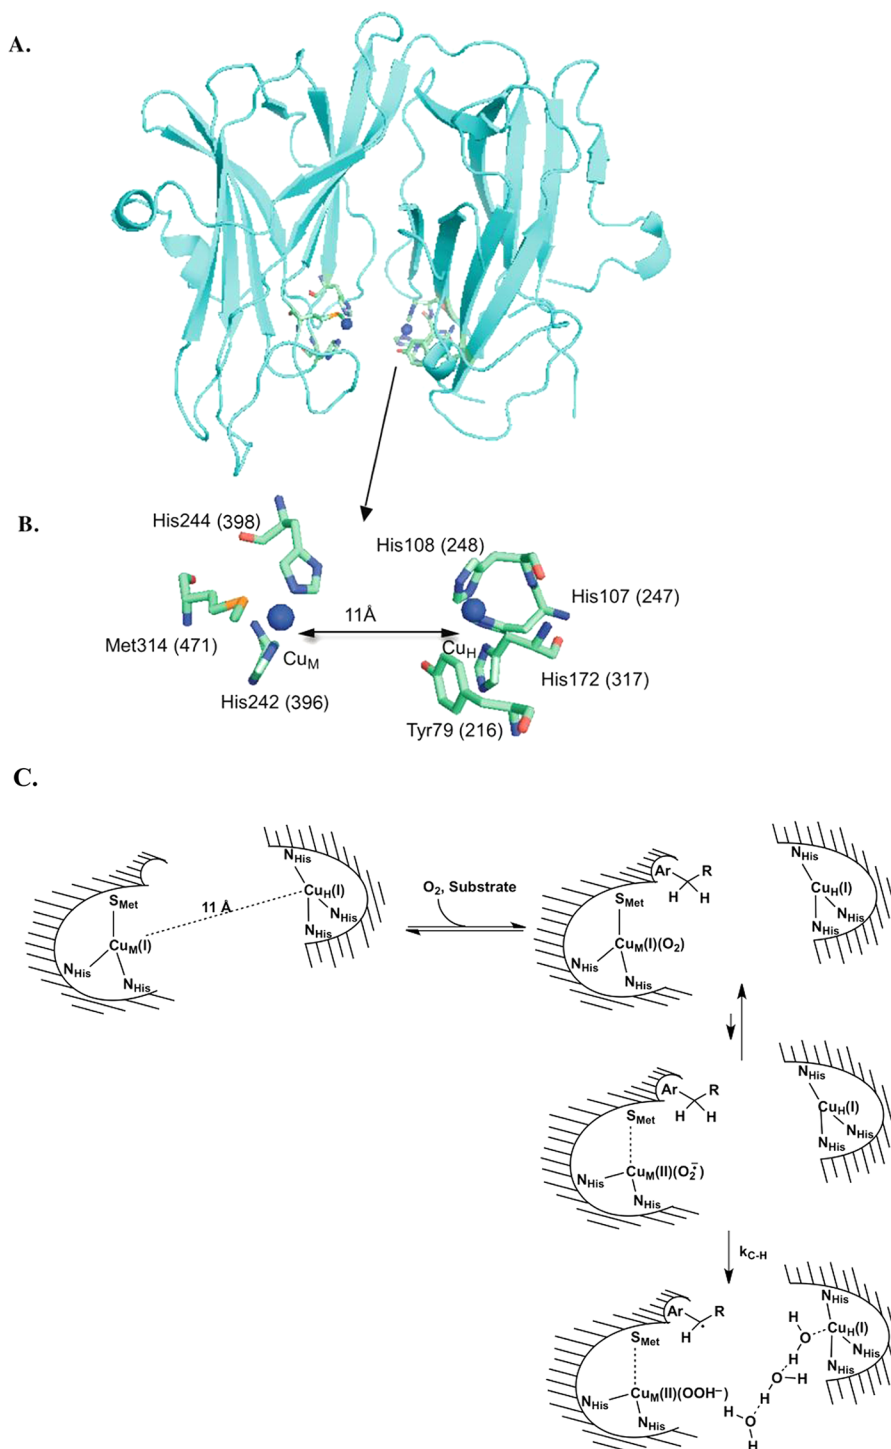 A.
B.
His244 (398)
His108 (248)
His107 (247)
11Å
Met314 (471)
CuM
CuH
His172 (317)
His242 (396)
Tyr79 (216)
C.
NHis
CuH(I)
NHis
NHis
SMet
11 Å
CuM(I)
NHis
NHis
O2, Substrate
Ar
R
H
H
SMet
CuM(I)(O2)
NHis
NHis
NHis
CuH(I)
NHis
NHis
Ar
R
H
H
SMet
CuM(II)(O2−)
NHis
NHis
NHis
CuH(I)
NHis
NHis
kC-H
Ar
R
H
SMet
CuM(II)(OOH−)
NHis
NHis
NHis
CuH(I)
NHis
NHis
H
O
H
O
H
H
H
O
H